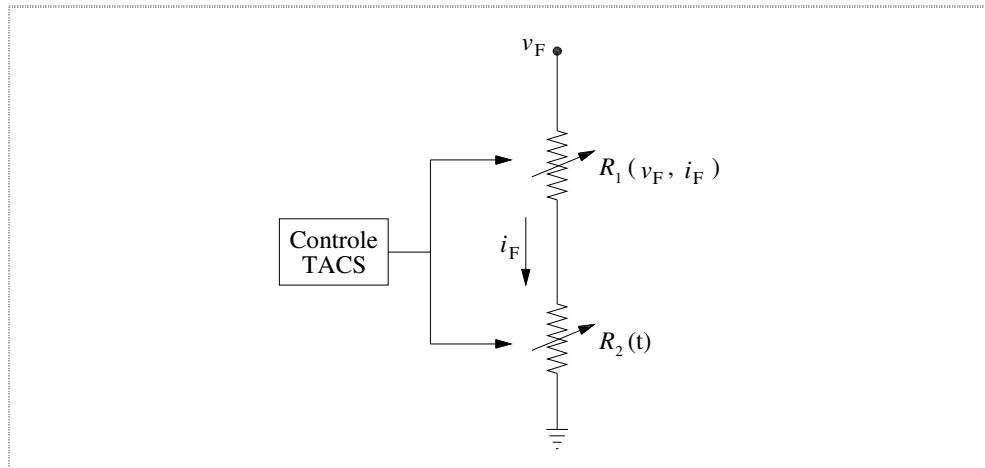 v_F
R_1 ( v_F , i_F )
Controle
TACS
i_F
R_2 (t)